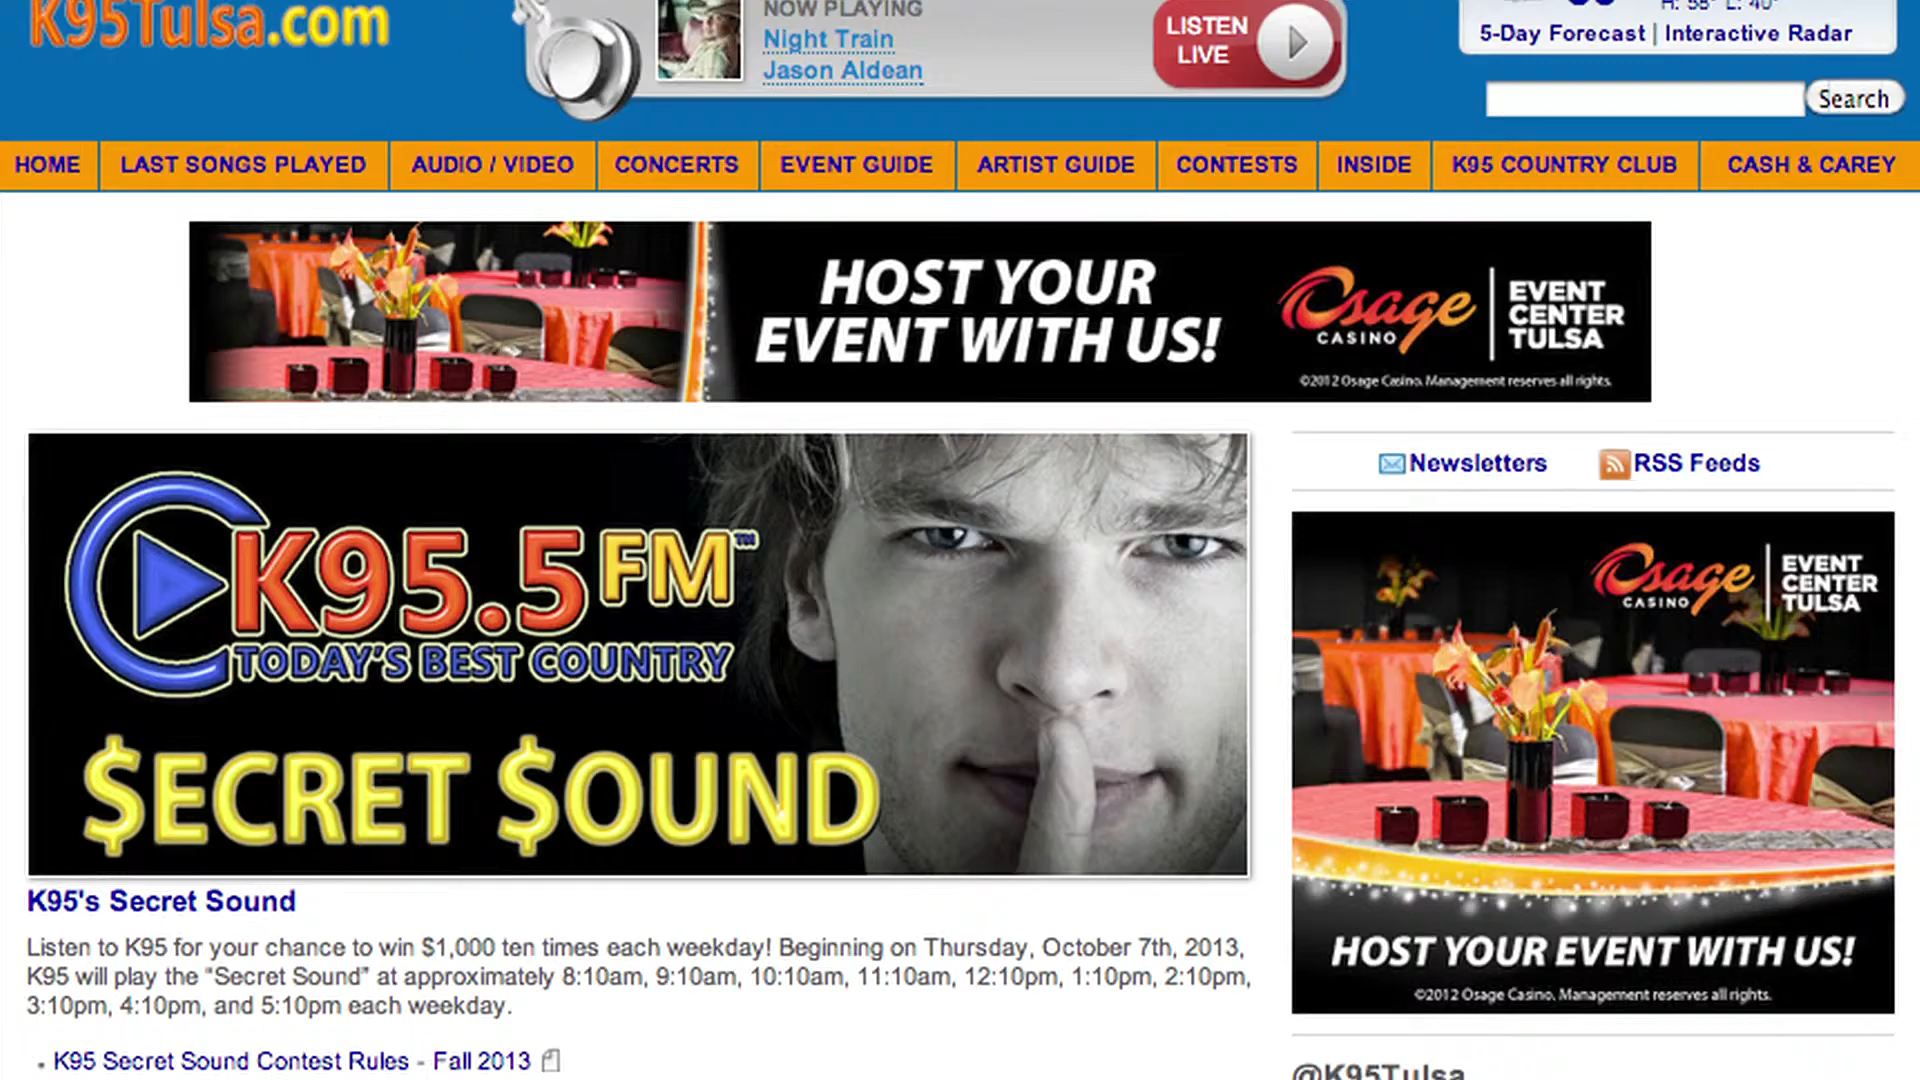 K95Tulsa.com
NOW PLAYING
Night Train
Jason Aldean
LISTEN
LIVE
H: 58° L: 40°
5-Day Forecast | Interactive Radar
Search
HOME
LAST SONGS PLAYED
AUDIO / VIDEO
CONCERTS
EVENT GUIDE
ARTIST GUIDE
CONTESTS
INSIDE
K95 COUNTRY CLUB
CASH & CAREY
HOST YOUR
EVENT WITH US!
Osage
CASINO
EVENT
CENTER
TULSA
©2012 Osage Casino. Management reserves all rights.
K95.5 FM™
TODAY'S BEST COUNTRY
$ECRET $OUND
Newsletters
RSS Feeds
Osage
CASINO
EVENT
CENTER
TULSA
HOST YOUR EVENT WITH US!
©2012 Osage Casino. Management reserves all rights.
K95's Secret Sound
Listen to K95 for your chance to win $1,000 ten times each weekday! Beginning on Thursday, October 7th, 2013,
K95 will play the "Secret Sound" at approximately 8:10am, 9:10am, 10:10am, 11:10am, 12:10pm, 1:10pm, 2:10pm,
3:10pm, 4:10pm, and 5:10pm each weekday.
• K95 Secret Sound Contest Rules - Fall 2013
@K95Tulsa